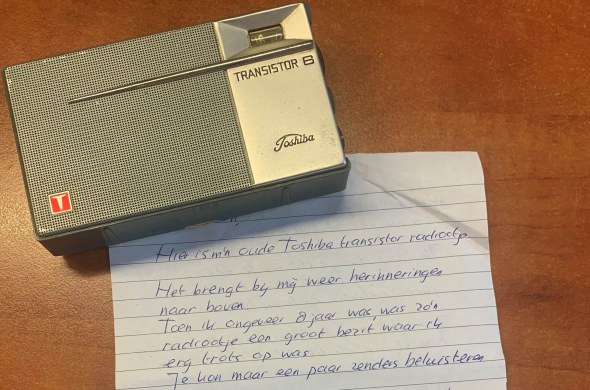 TRANSISTOR 6
Toshiba
T
Hier is m'n oude Toshiba transistor radiootje
Het brengt bij mij weer herinneringen
naar boven
Toen ik ongeveer 8 jaar was, was zo'n
radiootje een groot bezit waar ik
erg trots op was
Je kon maar een paar zenders beluisteren